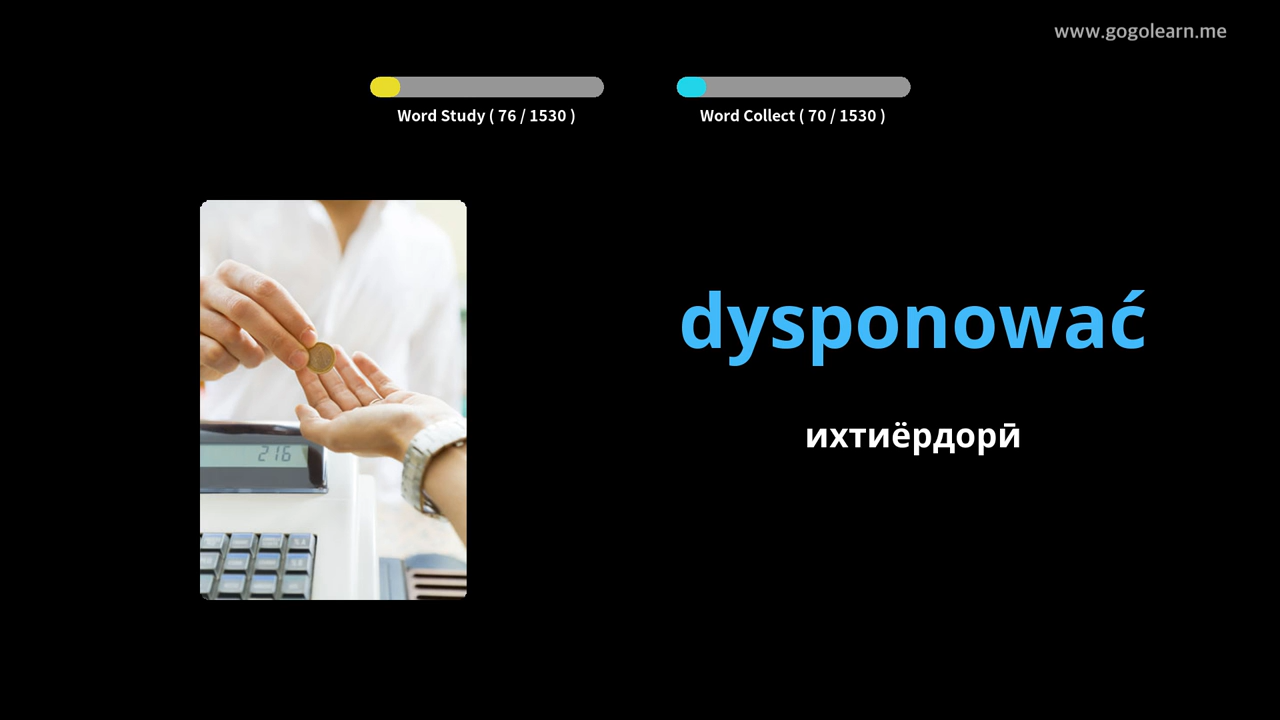 www.gogolearn.me
Word Study ( 76 / 1530 )
Word Collect ( 70 / 1530 )
216
dysponować
ихтиёрдорӣ